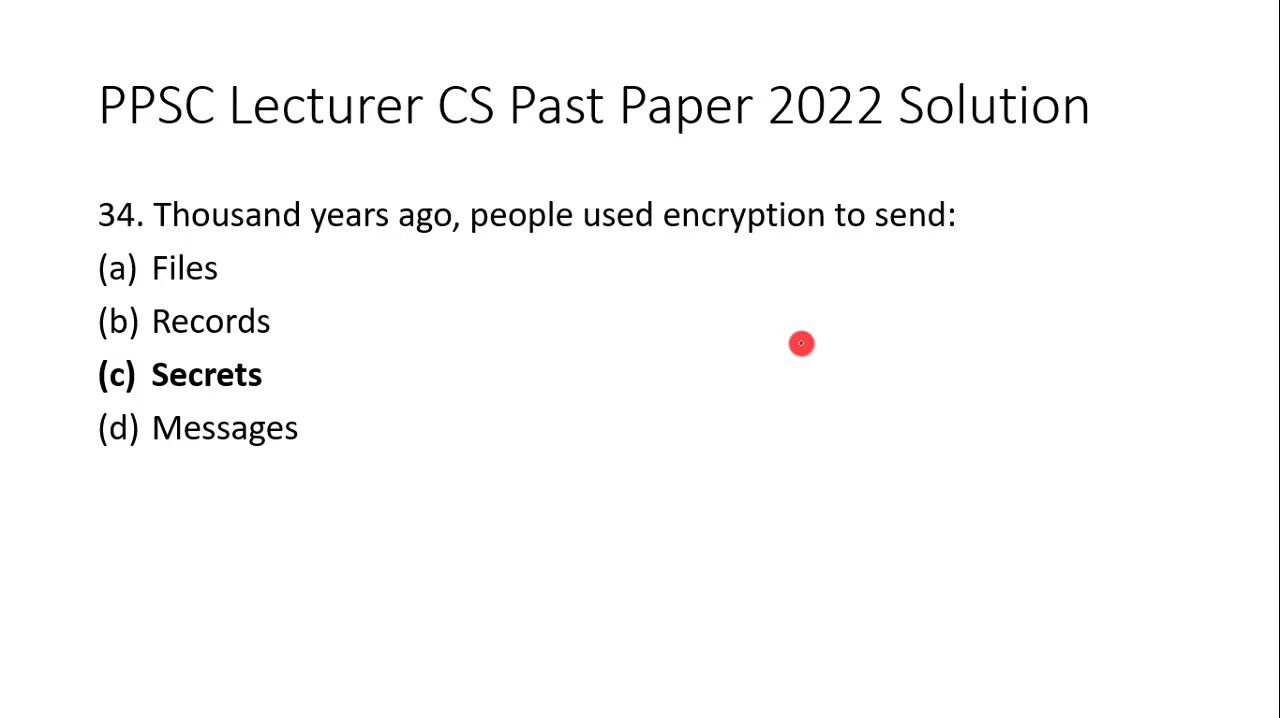 PPSC Lecturer CS Past Paper 2022 Solution
34. Thousand years ago, people used encryption to send:
(a) Files
(b) Records
(c) Secrets
(d) Messages